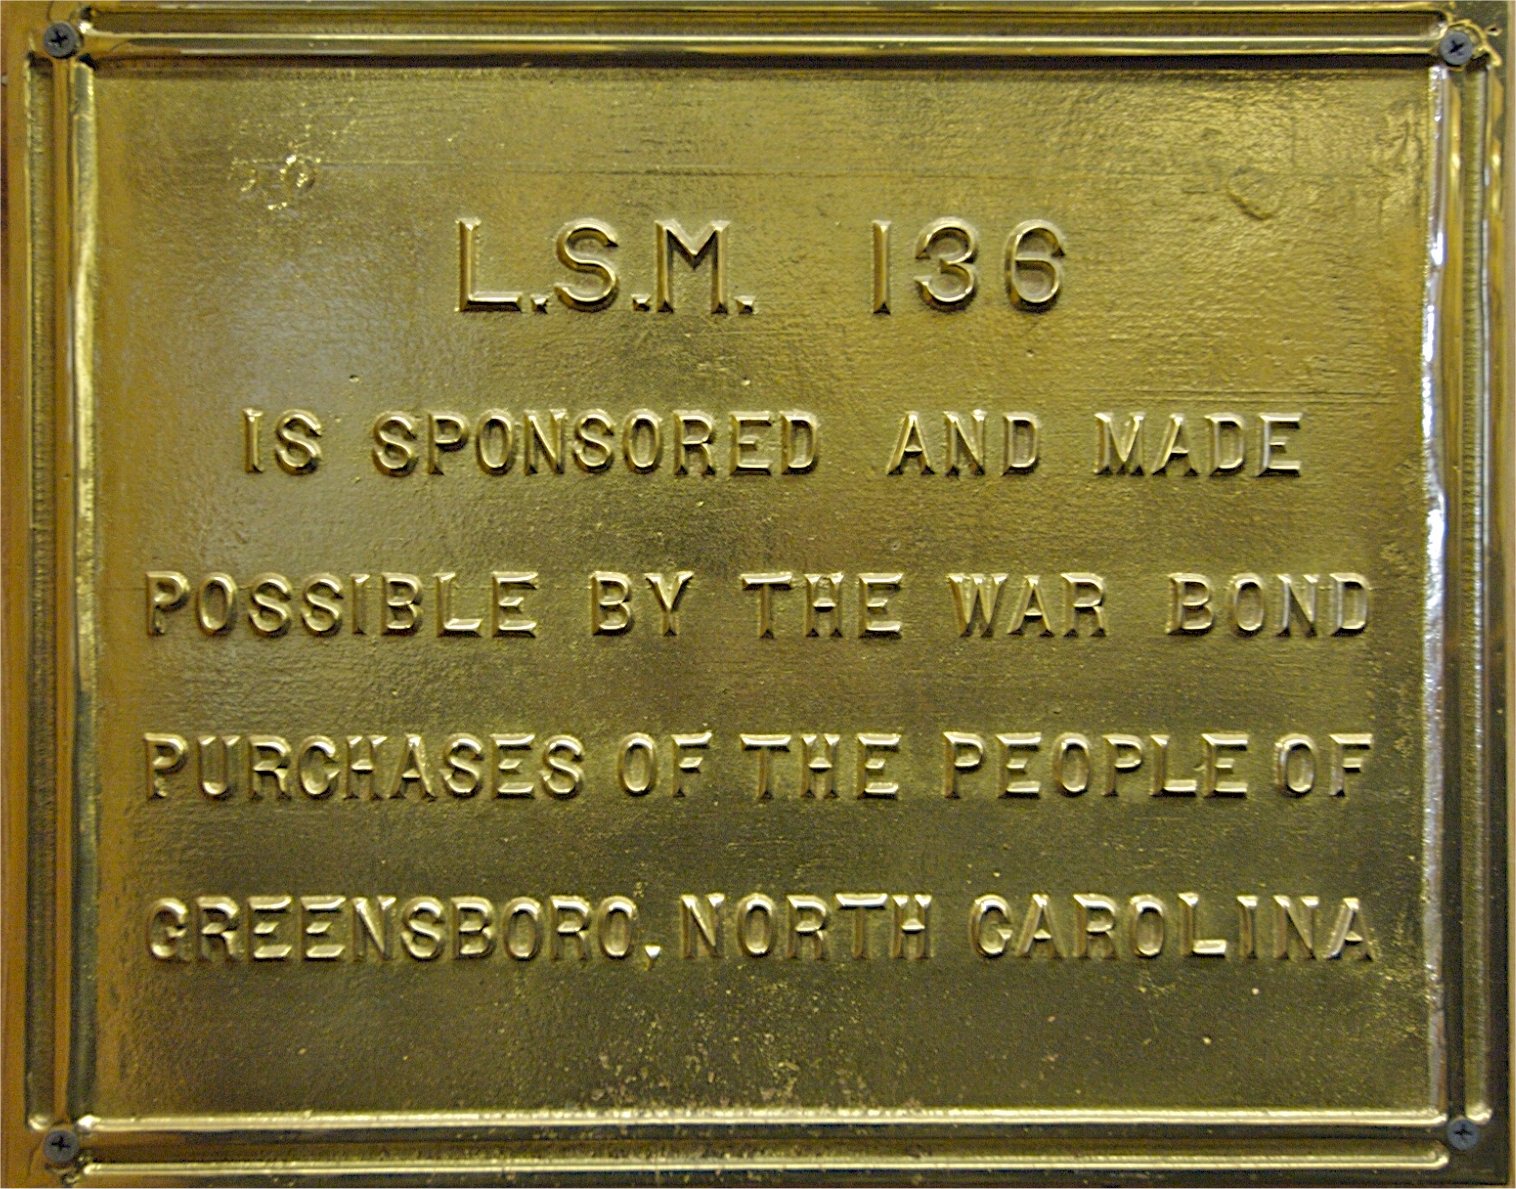 L.S.M. 136
IS SPONSORED AND MADE
POSSIBLE BY THE WAR BOND
PURCHASES OF THE PEOPLE OF
GREENSBORO, NORTH CAROLINA